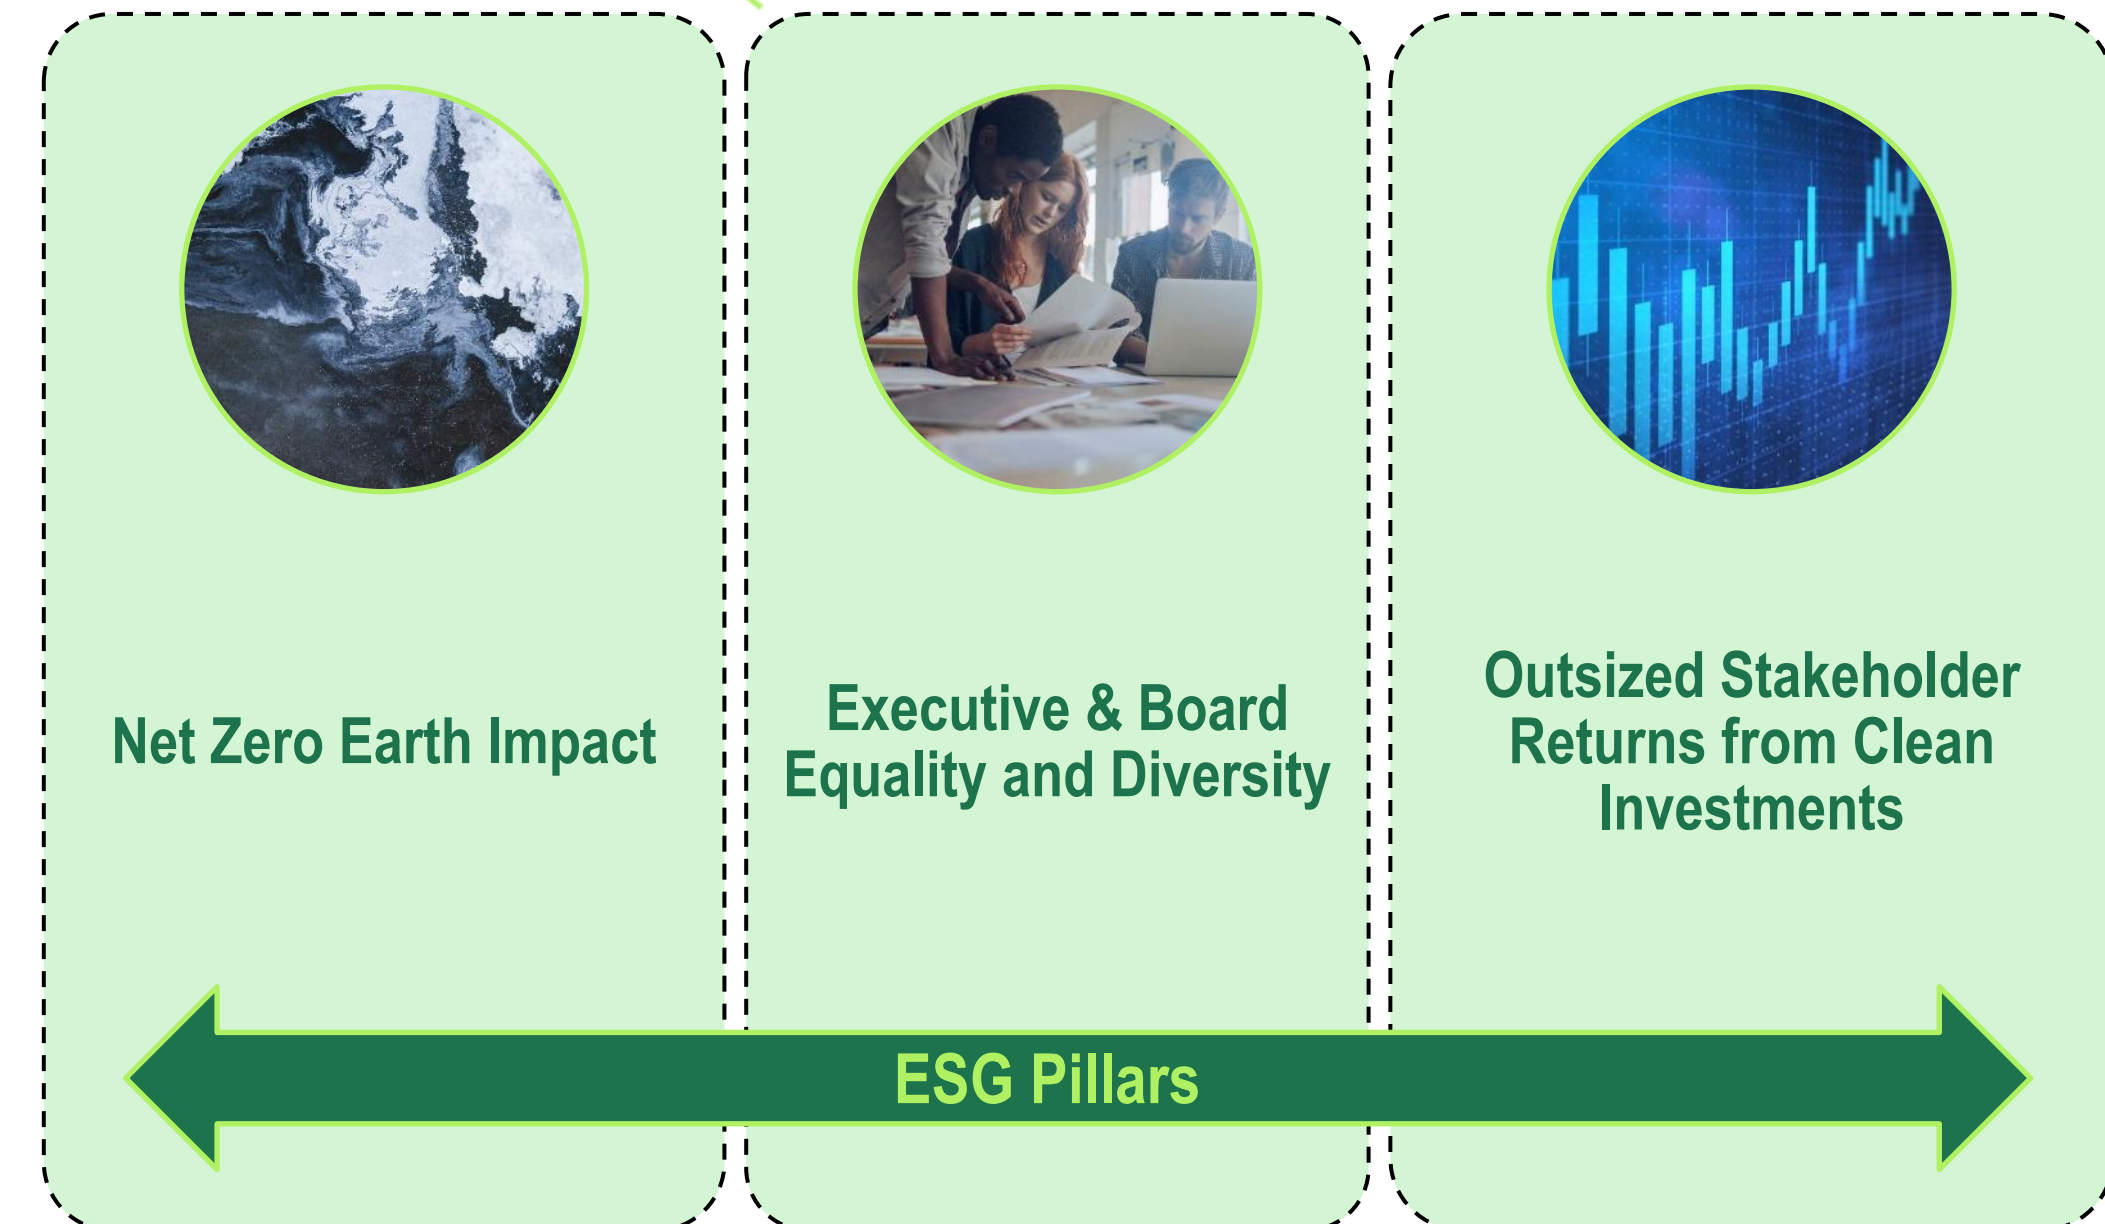 Net Zero Earth Impact
Executive & Board
Equality and Diversity
Outsized Stakeholder
Returns from Clean
Investments
ESG Pillars